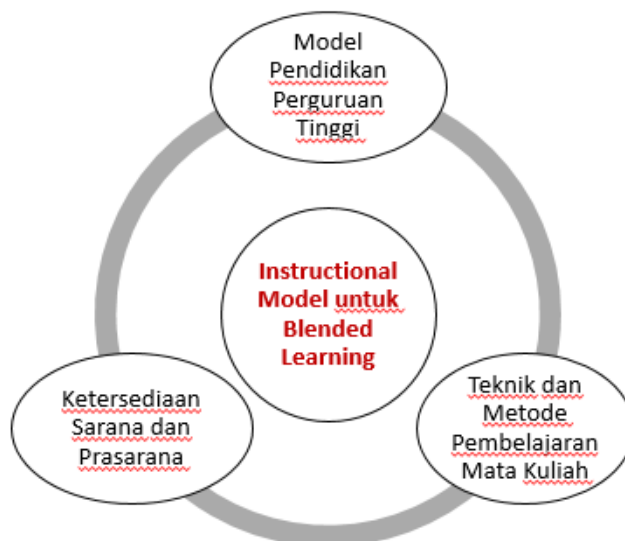 Model
Pendidikan
Perguruan
Tinggi
Instructional
Model untuk
Blended
Learning
Ketersediaan
Sarana dan
Prasarana
Teknik dan
Metode
Pembelajaran
Mata Kuliah